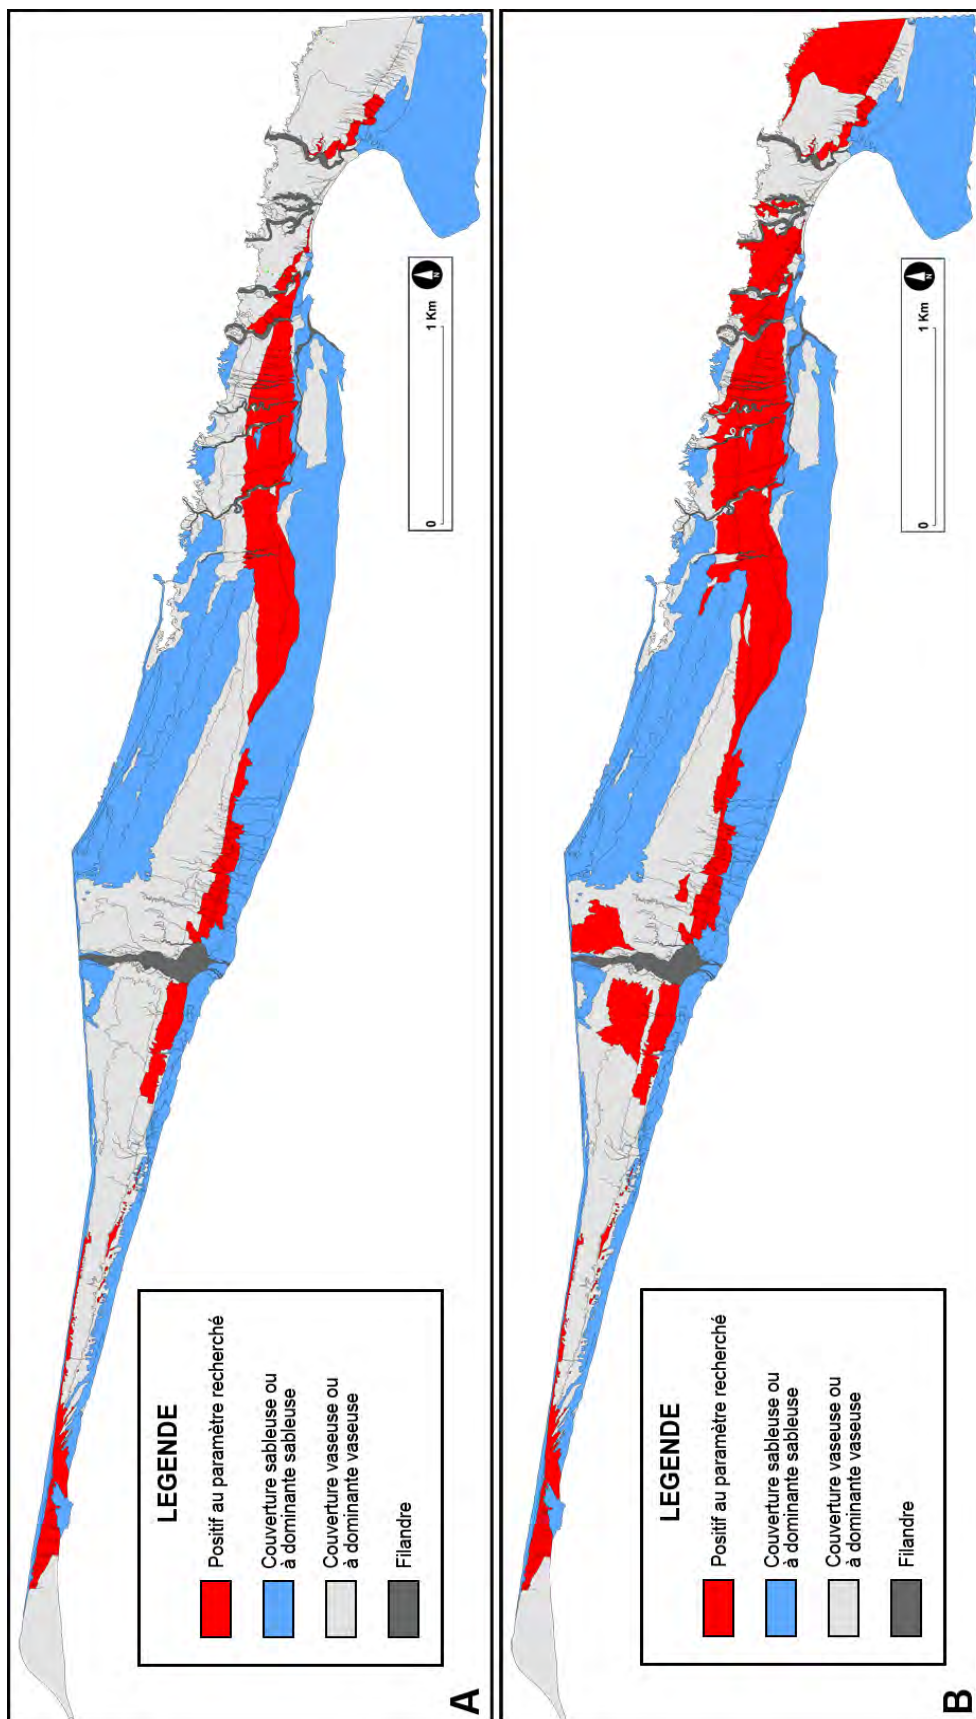 A
LEGENDE
Positif au paramètre recherché
Couverture sableuse ou
à dominante sableuse
Couverture vaseuse ou
à dominante vaseuse
Filandre
0
1 Km
N
B
LEGENDE
Positif au paramètre recherché
Couverture sableuse ou
à dominante sableuse
Couverture vaseuse ou
à dominante vaseuse
Filandre
0
1 Km
N